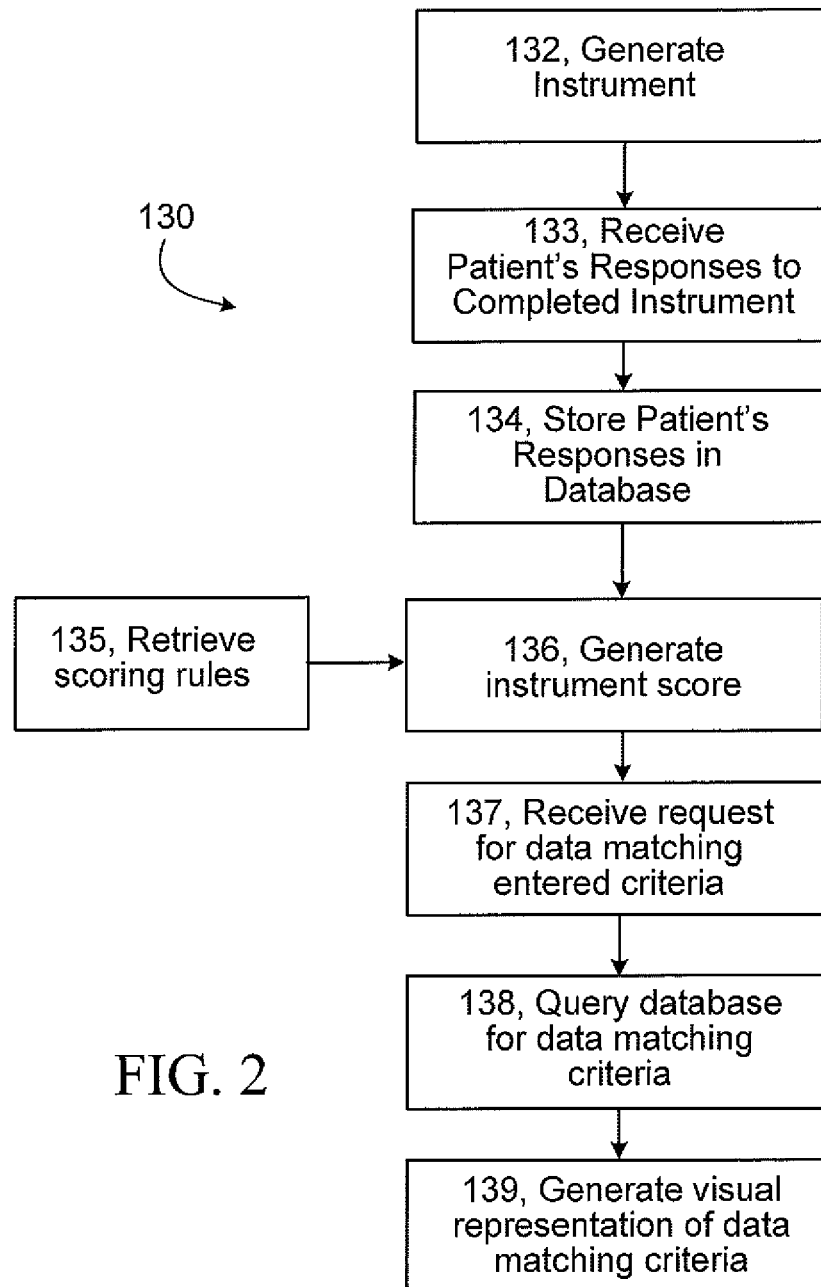 132, Generate
Instrument
130
133, Receive
Patient's Responses to
Completed Instrument
134, Store Patient's
Responses in
Database
135, Retrieve
scoring rules
136, Generate
instrument score
137, Receive request
for data matching
entered criteria
138, Query database
for data matching
criteria
FIG. 2
139, Generate visual
representation of data
matching criteria